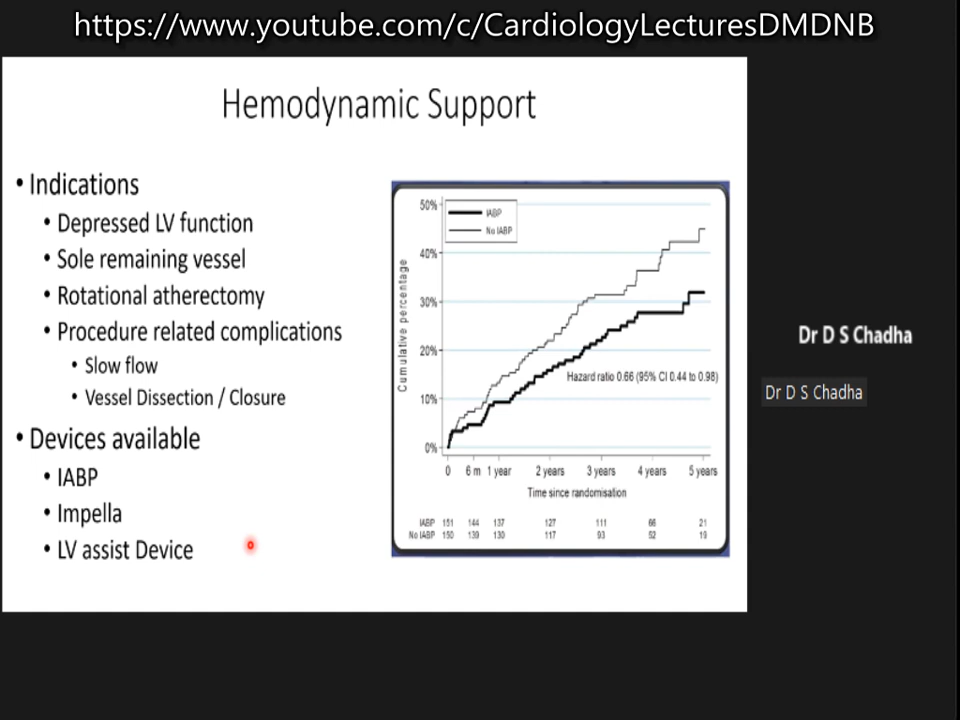 https://www.youtube.com/c/CardiologyLecturesDMDNB
Hemodynamic Support
• Indications
• Depressed LV function
• Sole remaining vessel
• Rotational atherectomy
• Procedure related complications
• Slow flow
• Vessel Dissection / Closure
• Devices available
• IABP
• Impella
• LV assist Device
Cumulative percentage
50%
40%
30%
20%
10%
0%
IABP
No IABP
Hazard ratio 0.66 (95% CI 0.44 to 0.98)
0 6 m 1 year 2 years 3 years 4 years 5 years
Time since randomisation
IABP 151 144 137 127 111 66 21
No IABP 150 139 130 117 93 52 19
Dr D S Chadha
Dr D S Chadha